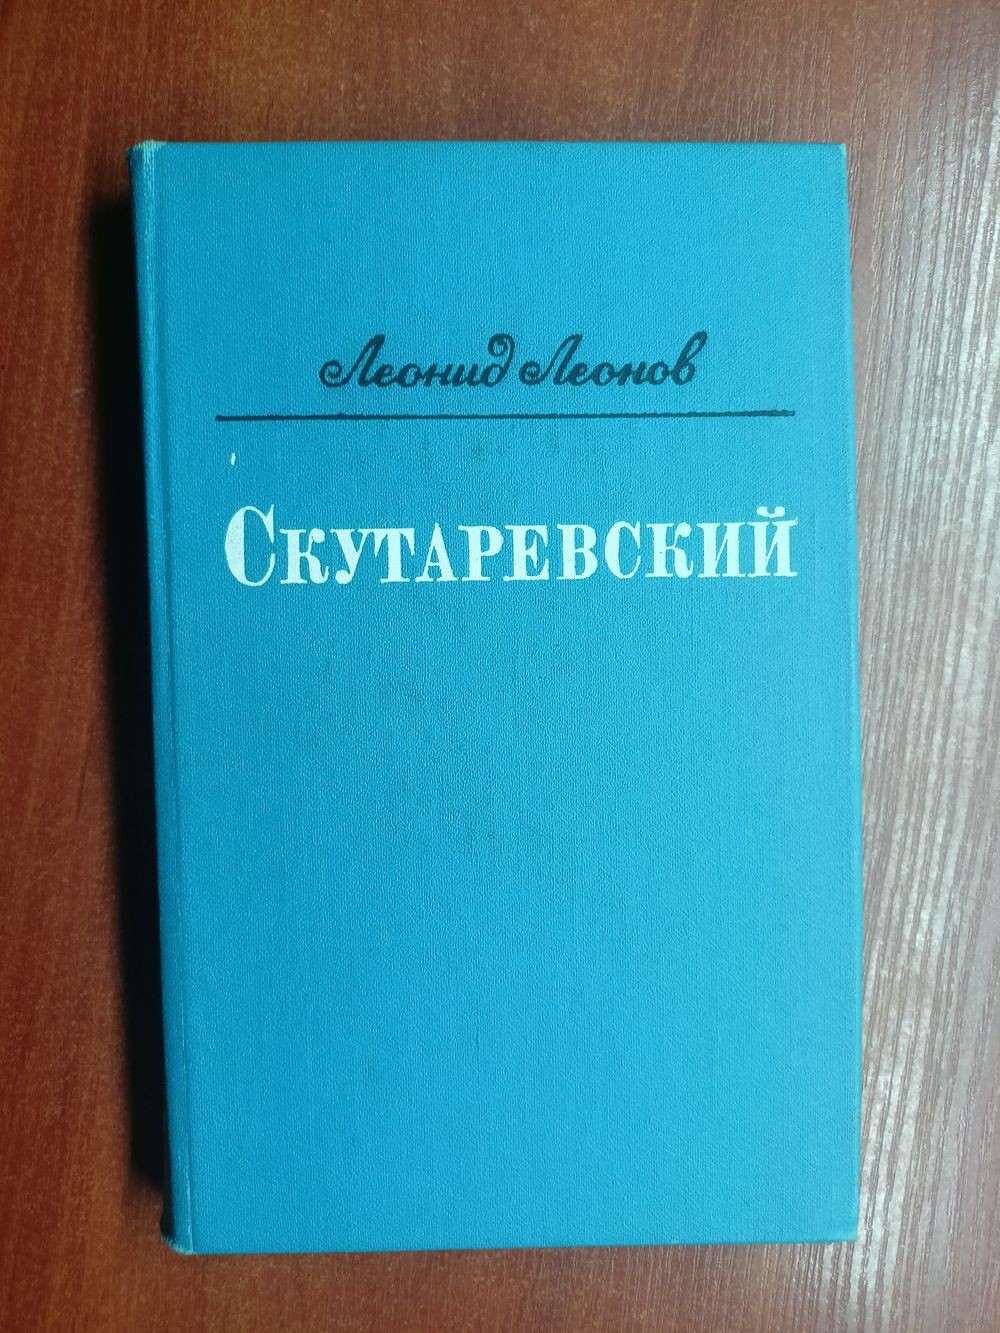 Леонид Леонов
Скутаревский